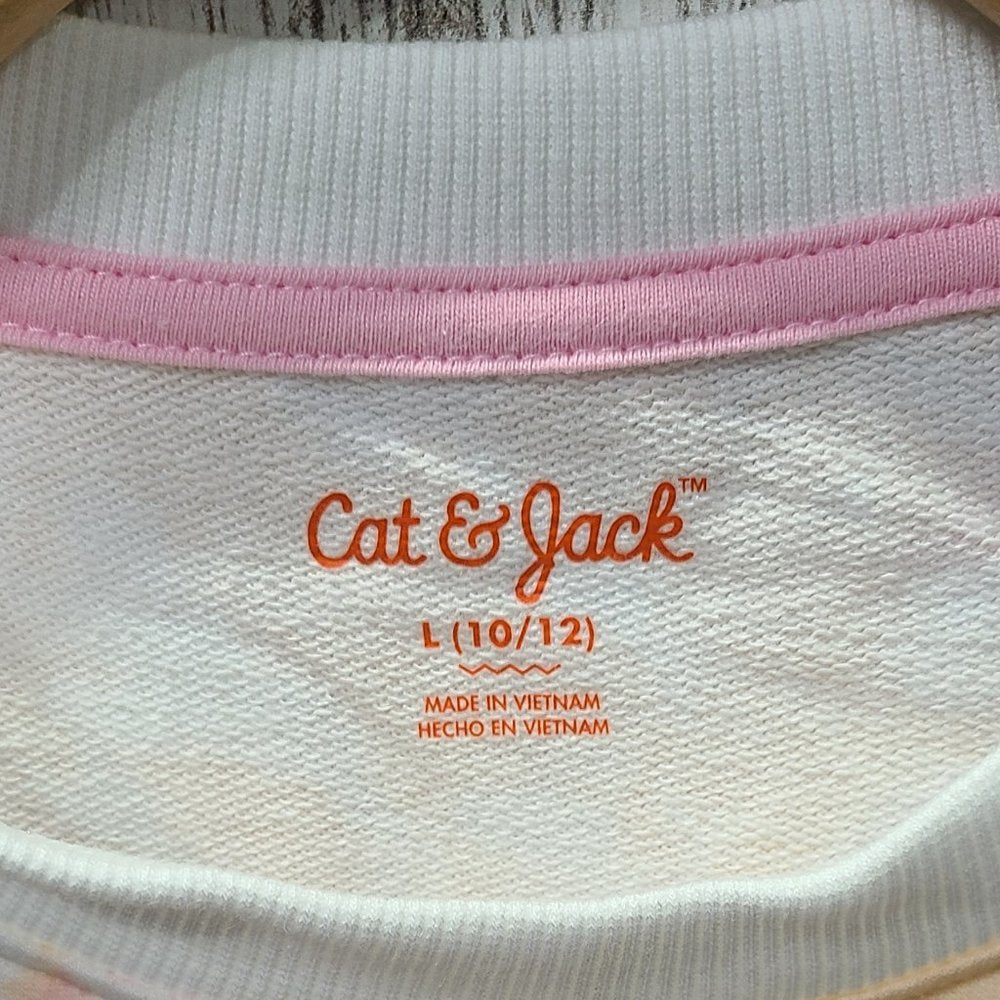 Cat & Jack™
L (10/12)
MADE IN VIETNAM
HECHO EN VIETNAM